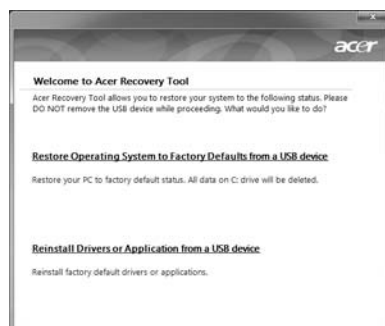 acer
Welcome to Acer Recovery Tool
Acer Recovery Tool allows you to restore your system to the following status. Please
DO NOT remove the USB device while proceeding. What would you like to do?
Restore Operating System to Factory Defaults from a USB device
Restore your PC to factory default status. All data on C: drive will be deleted.
Reinstall Drivers or Application from a USB device
Reinstall factory default drivers or applications.